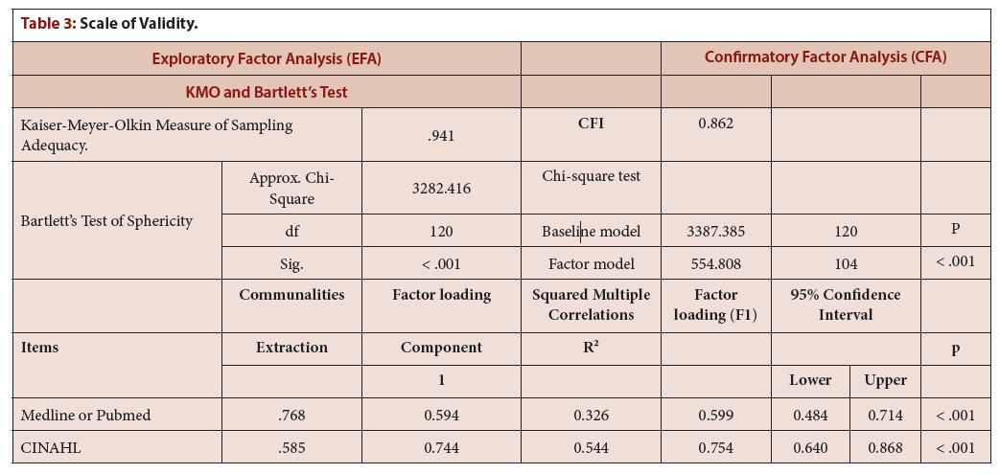 Table 3: Scale of Validity.
Exploratory Factor Analysis (EFA) Confirmatory Factor Analysis (CFA)
KMO and Bartlett's Test
Kaiser-Meyer-Olkin Measure of Sampling
Adequacy. .941 CFI 0.862
Bartlett's Test of Sphericity
Approx. Chi-
Square 3282.416 Chi-square test
df 120 Baseline model 3387.385 120 P
Sig. < .001 Factor model 554.808 104 < .001
Communalities Factor loading Squared Multiple
Correlations Factor
loading (F1) 95% Confidence
Interval
Items Extraction Component R² p
1 Lower Upper
Medline or Pubmed .768 0.594 0.326 0.599 0.484 0.714 < .001
CINAHL .585 0.744 0.544 0.754 0.640 0.868 < .001